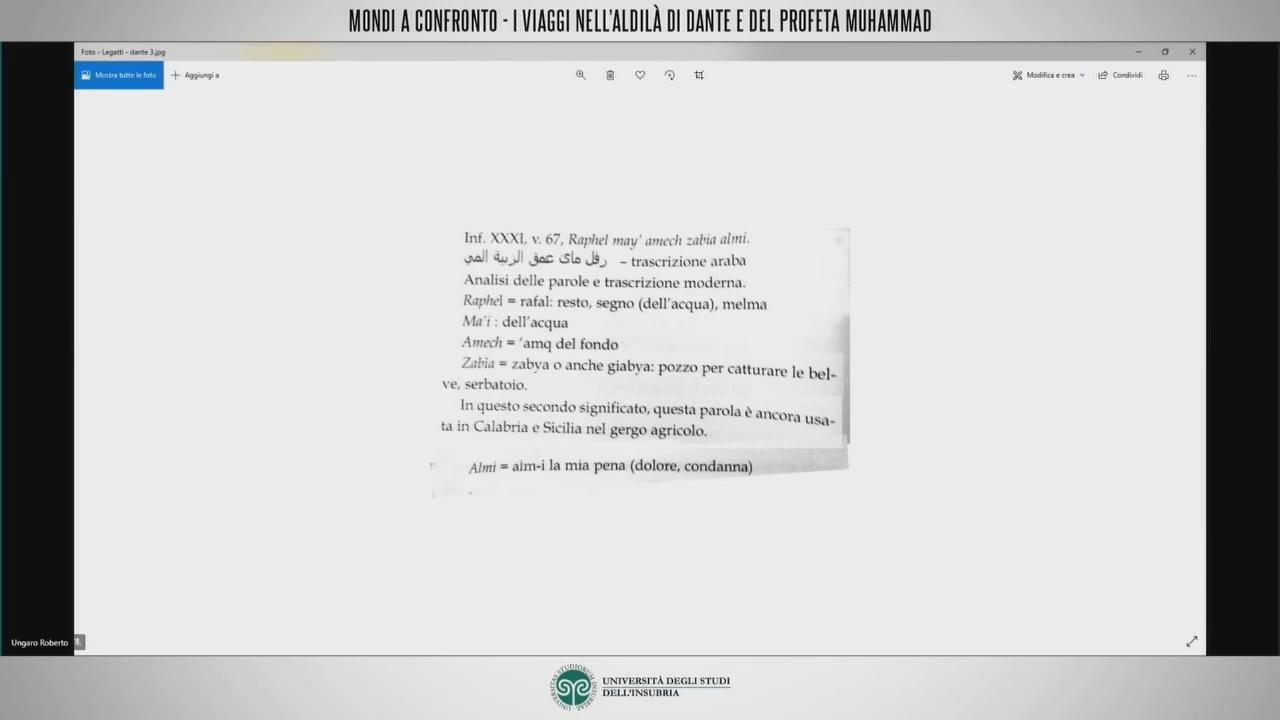 MONDI A CONFRONTO - I VIAGGI NELL'ALDILÀ DI DANTE E DEL PROFETA MUHAMMAD
Foto - Legatti - dante 3.jpg
Mostra tutte le foto
Aggiungi a
Modifica e crea
Condividi
Inf. XXXI, v. 67, Raphel may' amech zabia almi.
رفل ماى عمق الزبية المي – trascrizione araba
Analisi delle parole e trascrizione moderna.
Raphel = rafal: resto, segno (dell'acqua), melma
Ma'i : dell'acqua
Amech = 'amq del fondo
Zabia = zabya o anche giabya: pozzo per catturare le bel-
ve, serbatoio.
In questo secondo significato, questa parola è ancora usa-
ta in Calabria e Sicilia nel gergo agricolo.
Almi = alm-i la mia pena (dolore, condanna)
Ungaro Roberto
UNIVERSITÀ DEGLI STUDI
DELL'INSUBRIA